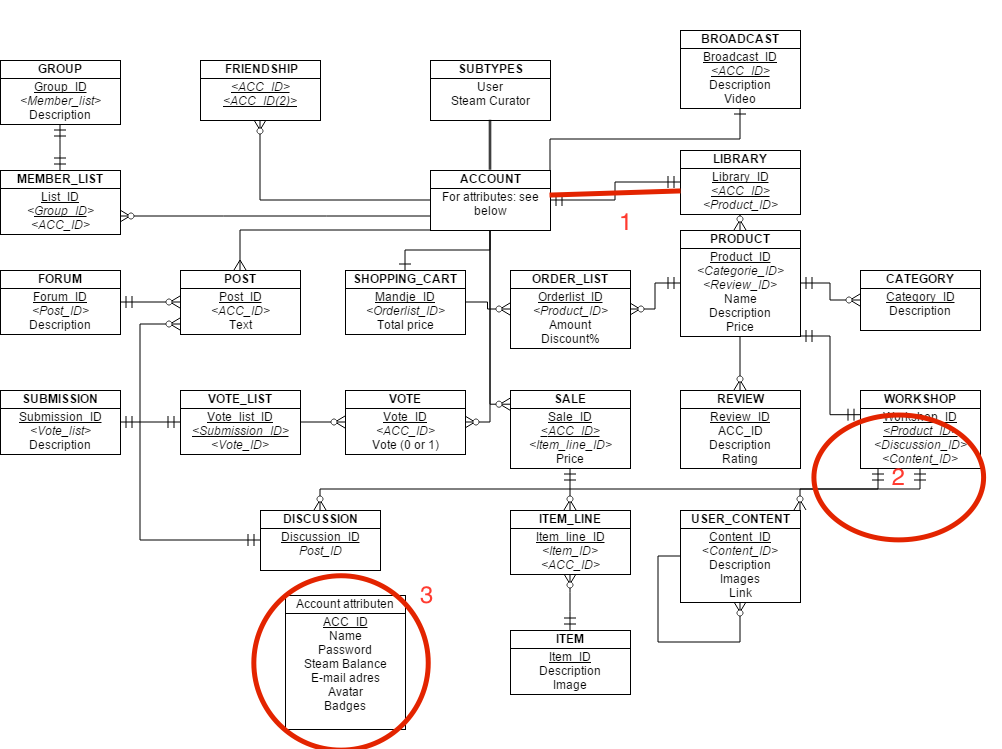 BROADCAST
Broadcast_ID
<ACC_ID>
Description
Video
GROUP
Group_ID
<Member_list>
Description
FRIENDSHIP
<ACC_ID>
<ACC_ID(2)>
SUBTYPES
User
Steam Curator
MEMBER_LIST
List_ID
<Group_ID>
<ACC_ID>
ACCOUNT
For attributes: see
below
LIBRARY
Library_ID
<ACC_ID>
<Product_ID>
1
FORUM
Forum_ID
<Post_ID>
Description
POST
Post_ID
<ACC_ID>
Text
SHOPPING_CART
Mandje_ID
<Orderlist_ID>
Total price
ORDER_LIST
Orderlist_ID
<Product_ID>
Amount
Discount%
PRODUCT
Product_ID
<Categorie_ID>
<Review_ID>
Name
Description
Price
CATEGORY
Category_ID
Description
SUBMISSION
Submission_ID
<Vote_list>
Description
VOTE_LIST
Vote_list_ID
<Submission_ID>
<Vote_ID>
VOTE
Vote_ID
<ACC_ID>
Vote (0 or 1)
SALE
Sale_ID
<ACC_ID>
<Item_line_ID>
Price
REVIEW
Review_ID
ACC_ID
Description
Rating
WORKSHOP
Workshop_ID
<Product_ID>
<Discussion_ID>
<Content_ID>
2
DISCUSSION
Discussion_ID
Post_ID
ITEM_LINE
Item_line_ID
<Item_ID>
<ACC_ID>
USER_CONTENT
Content_ID
<Content_ID>
Description
Images
Link
3
Account attributen
ACC_ID
Name
Password
Steam Balance
E-mail adres
Avatar
Badges
ITEM
Item_ID
Description
Image